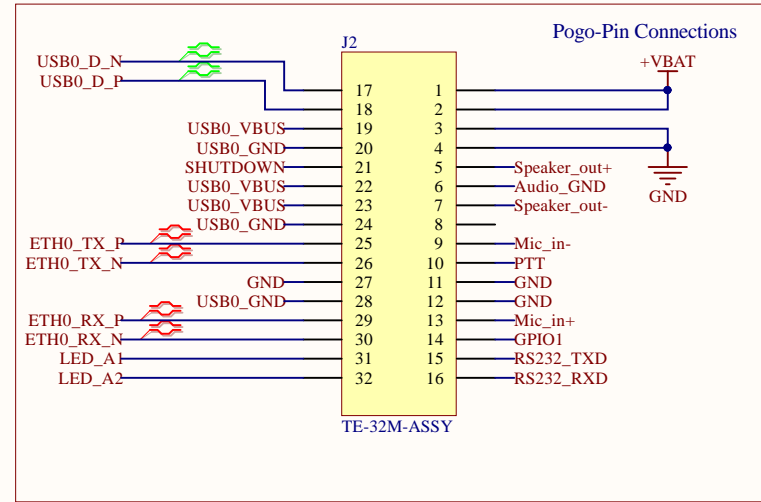 Pogo-Pin Connections
J2
+VBAT
USB0_D_N
USB0_D_P
17 1
18 2
USB0_VBUS 19 3
USB0_GND 20 4
SHUTDOWN 21 5 Speaker_out+
USB0_VBUS 22 6 Audio_GND
GND
USB0_VBUS 23 7 Speaker_out-
USB0_GND 24 8
ETH0_TX_P 25 9 Mic_in-
ETH0_TX_N 26 10 PTT
GND 27 11 GND
USB0_GND 28 12 GND
ETH0_RX_P 29 13 Mic_in+
ETH0_RX_N 30 14 GPIO1
LED_A1 31 15 RS232_TXD
LED_A2 32 16 RS232_RXD
TE-32M-ASSY